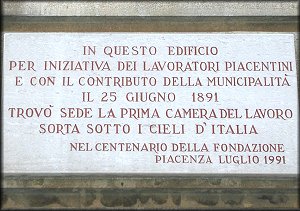 IN QUESTO EDIFICIO
PER INIZIATIVA DEI LAVORATORI PIACENTINI
E CON IL CONTRIBUTO DELLA MUNICIPALITÀ
IL 25 GIUGNO 1891
TROVO' SEDE LA PRIMA CAMERA DEL LAVORO
SORTA SOTTO I CIELI D'ITALIA
NEL CENTENARIO DELLA FONDAZIONE
PIACENZA LUGLIO 1991